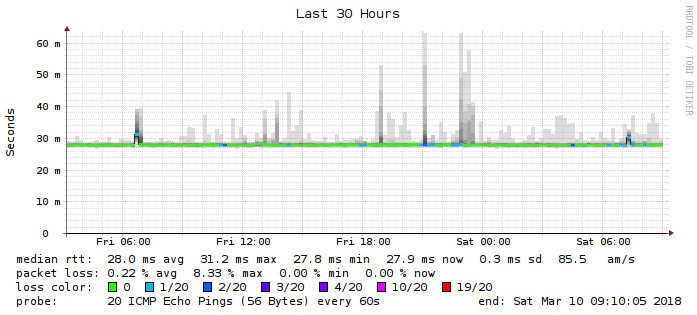 Last 30 Hours
RRDTOOL / TOBI OETIKER
Seconds
60 m
50 m
40 m
30 m
20 m
10 m
0
Fri 06:00 Fri 12:00 Fri 18:00 Sat 00:00 Sat 06:00
median rtt: 28.0 ms avg 31.2 ms max 27.8 ms min 27.9 ms now 0.3 ms sd 85.5 am/s
packet loss: 0.22 % avg 8.33 % max 0.00 % min 0.00 % now
loss color: 0 1/20 2/20 3/20 4/20 10/20 19/20
probe: 20 ICMP Echo Pings (56 Bytes) every 60s end: Sat Mar 10 09:10:05 2018